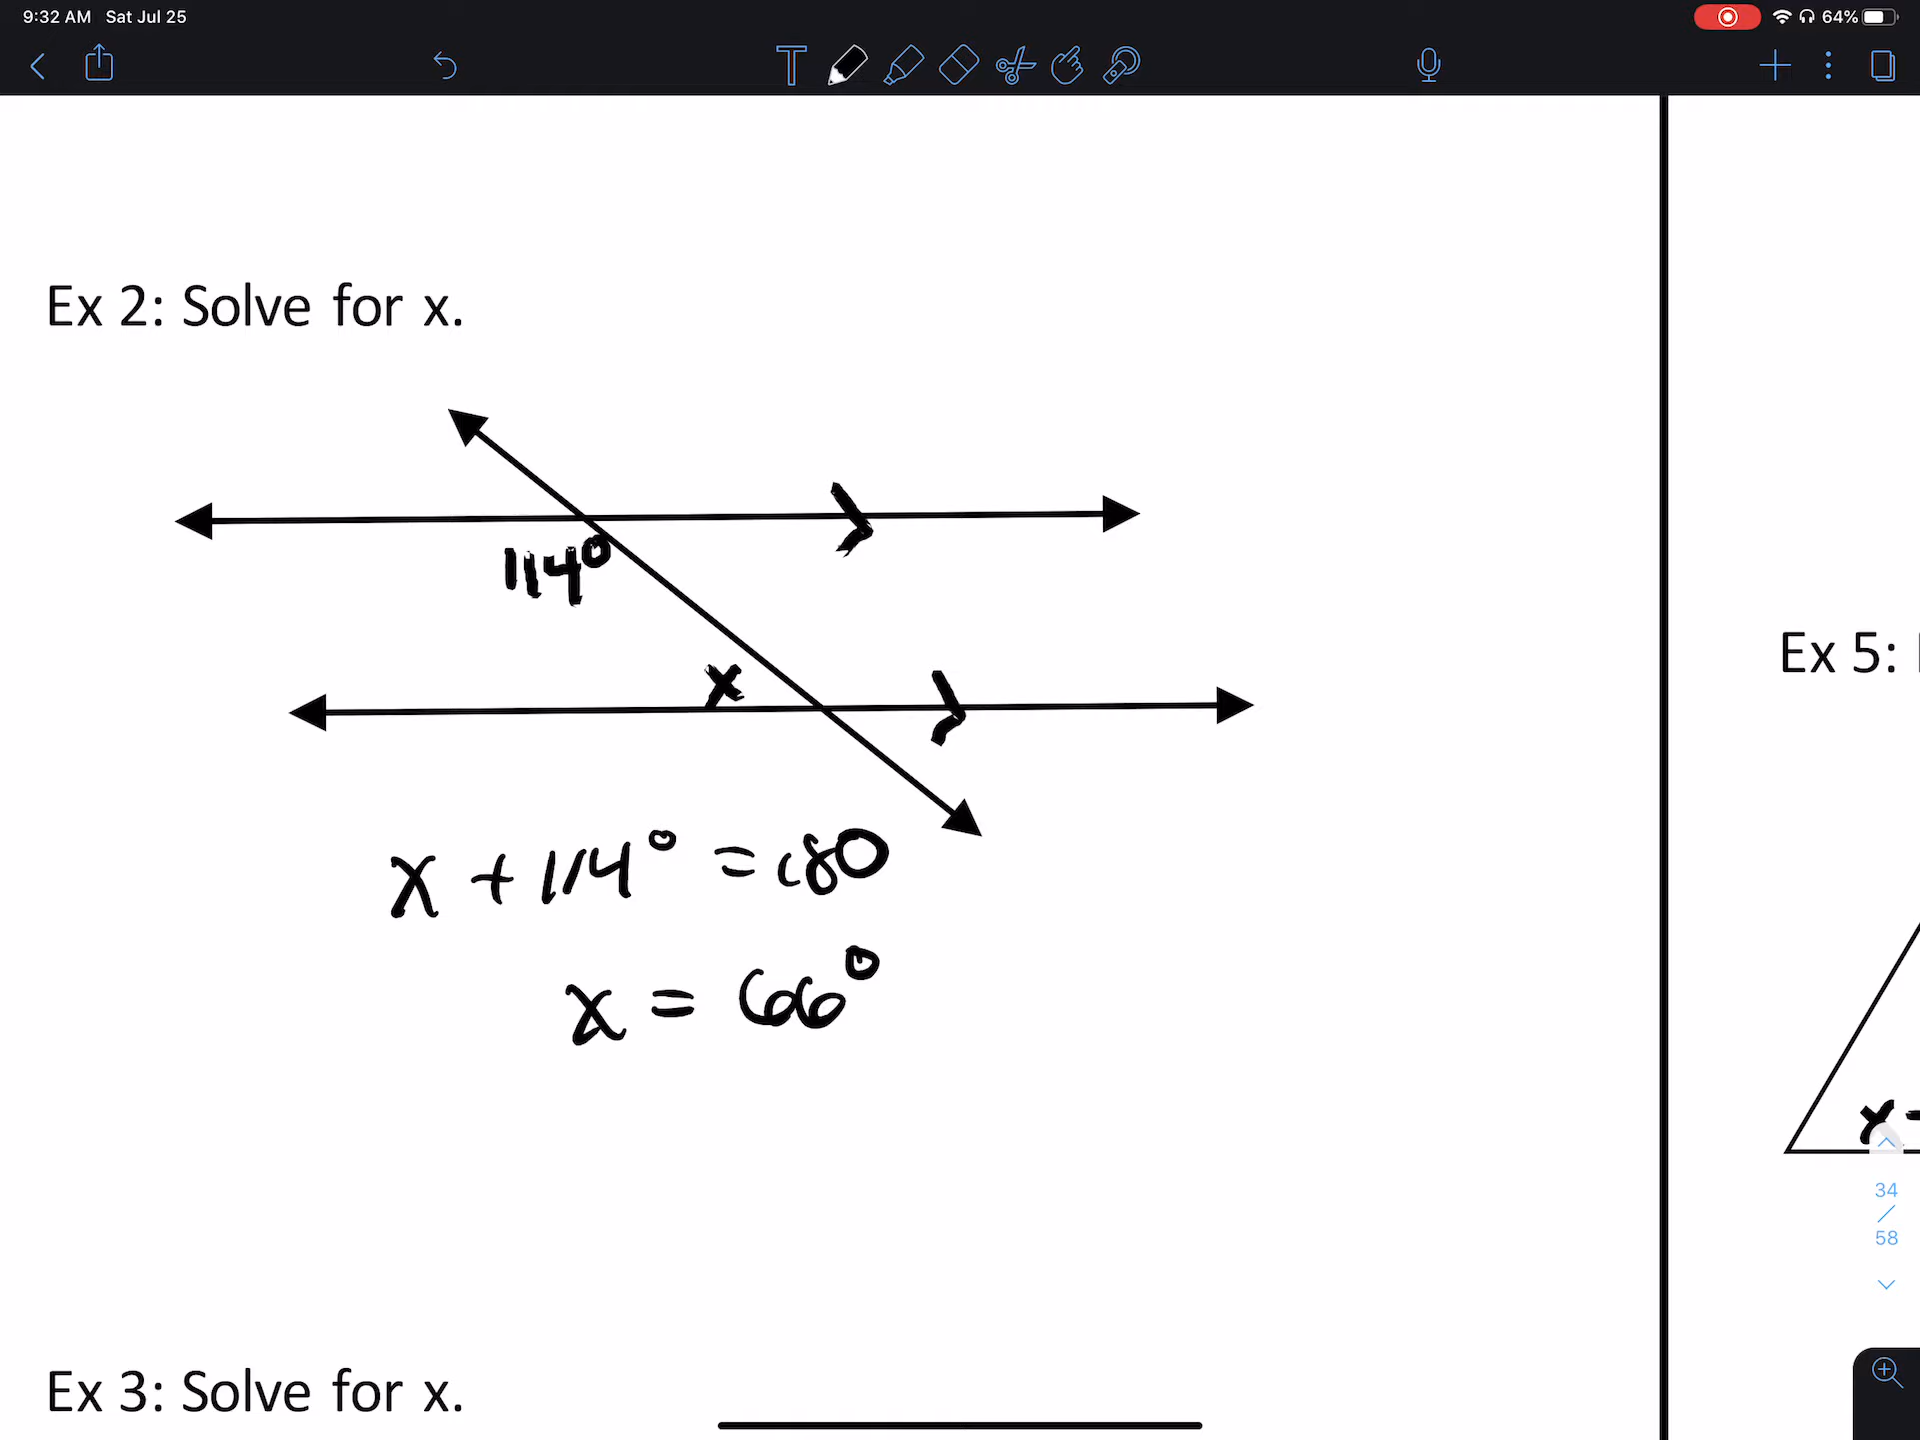 9:32 AM Sat Jul 25
64%
Ex 2: Solve for x.
114°
x
x + 114° = 180
x = 66°
Ex 3: Solve for x.
Ex 5:
x -
34
/
58